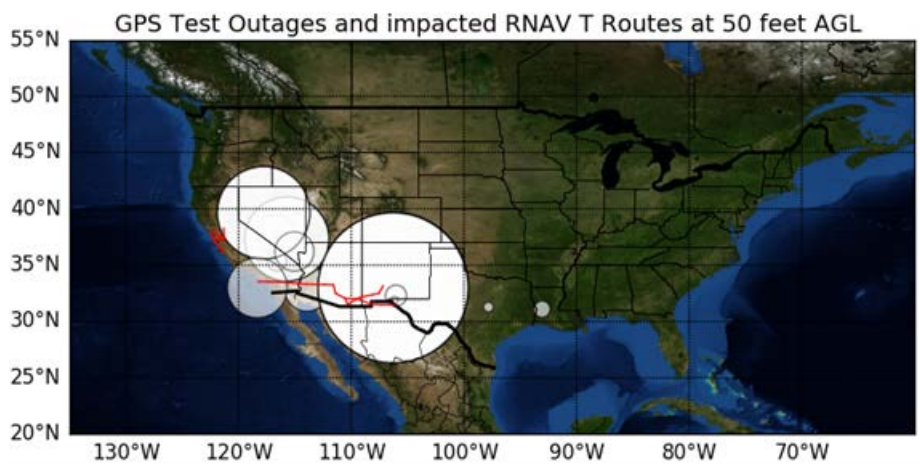 GPS Test Outages and impacted RNAV T Routes at 50 feet AGL
55°N
50°N
45°N
40°N
35°N
30°N
25°N
20°N
130°W 120°W 110°W 100°W 90°W 80°W 70°W